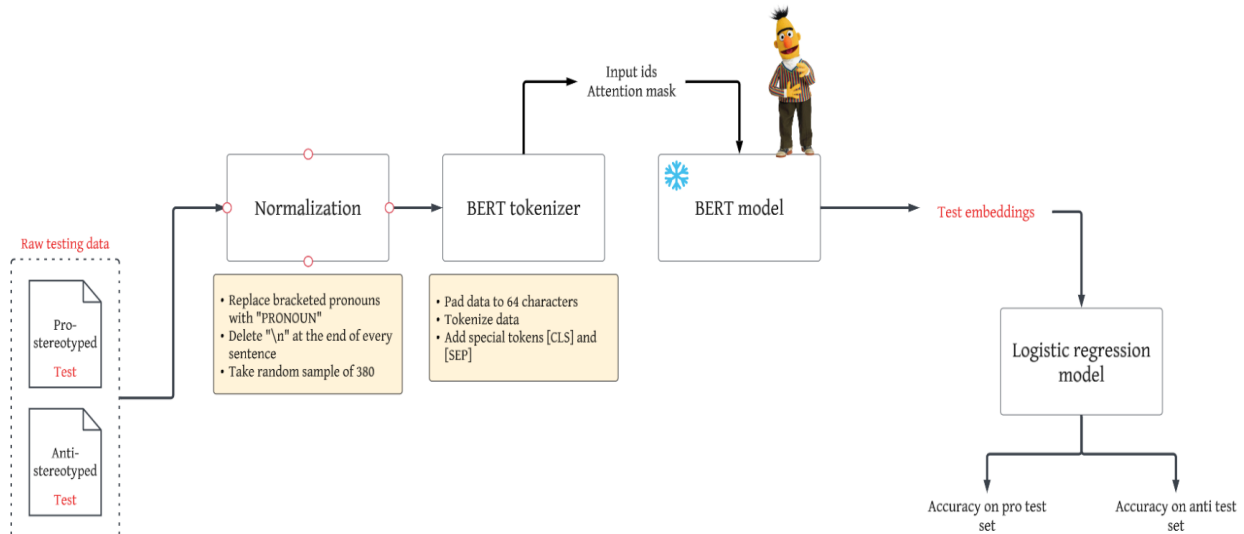 Raw testing data
Pro-
stereotyped
Test
Anti-
stereotyped
Test
Normalization
• Replace bracketed pronouns
with "PRONOUN"
• Delete "\n" at the end of every
sentence
• Take random sample of 380
BERT tokenizer
• Pad data to 64 characters
• Tokenize data
• Add special tokens [CLS] and
[SEP]
Input ids
Attention mask
BERT model
Test embeddings
Logistic regression
model
Accuracy on pro test
set
Accuracy on anti test
set